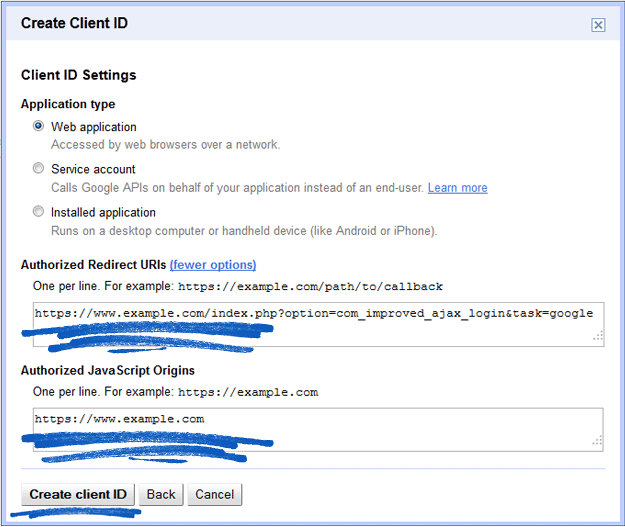 Create Client ID
Client ID Settings
Application type
Web application
Accessed by web browsers over a network.
Service account
Calls Google APIs on behalf of your application instead of an end-user. Learn more
Installed application
Runs on a desktop computer or handheld device (like Android or iPhone).
Authorized Redirect URIs (fewer options)
One per line. For example: https://example.com/path/to/callback
https://www.example.com/index.php?option=com_improved_ajax_login&task=google
Authorized JavaScript Origins
One per line. For example: https://example.com
https://www.example.com
Create client ID Back Cancel